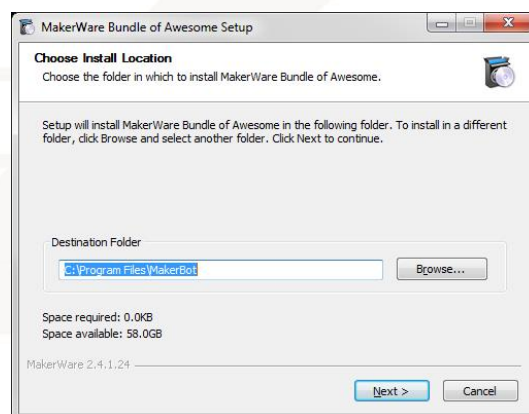 MakerWare Bundle of Awesome Setup
Choose Install Location
Choose the folder in which to install MakerWare Bundle of Awesome.
Setup will install MakerWare Bundle of Awesome in the following folder. To install in a different
folder, click Browse and select another folder. Click Next to continue.
Destination Folder
C:\Program Files\MakerBot
Browse...
Space required: 0.0KB
Space available: 58.0GB
MakerWare 2.4.1.24
Next >
Cancel